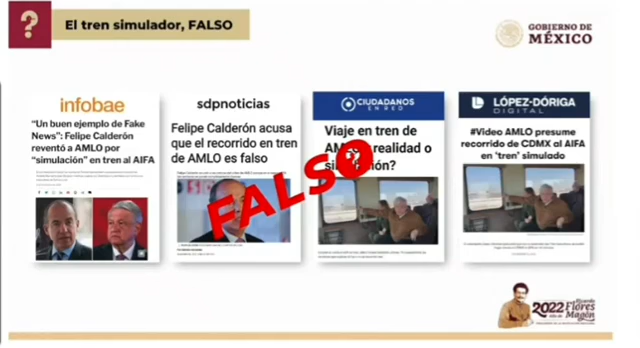 ?
El tren simulador, FALSO
GOBIERNO DE
MÉXICO
infobae
"Un buen ejemplo de Fake
News": Felipe Calderón
reventó a AMLO por
"simulación" en tren al AIFA
sdpnoticias
Felipe Calderón acusa
que el recorrido en tren
de AMLO es falso
CIUDADANOS
EN RED
Viaje en tren de
AMLO realidad o
simulación?
LÓPEZ-DÓRIGA
DIGITAL
#Video AMLO presume
recorrido de CDMX al AIFA
en 'tren' simulado
FALSO
2022
Ricardo
Flores
Magón